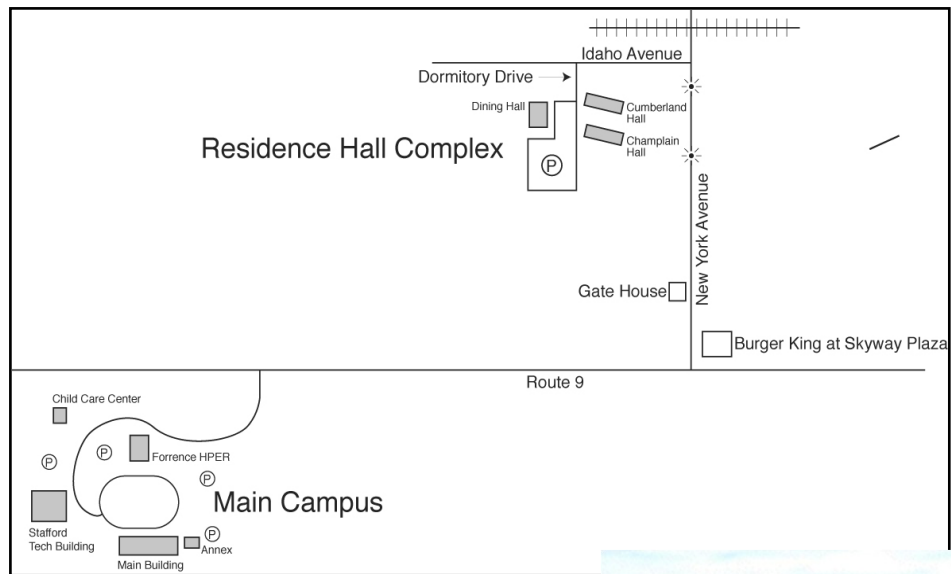 Idaho Avenue
Dormitory Drive
Dining Hall
Cumberland
Hall
Champlain
Hall
Residence Hall Complex
P
New York Avenue
Gate House
Burger King at Skyway Plaza
Route 9
Child Care Center
P
P
Forrence HPER
P
Main Campus
Stafford
Tech Building
P
Annex
Main Building